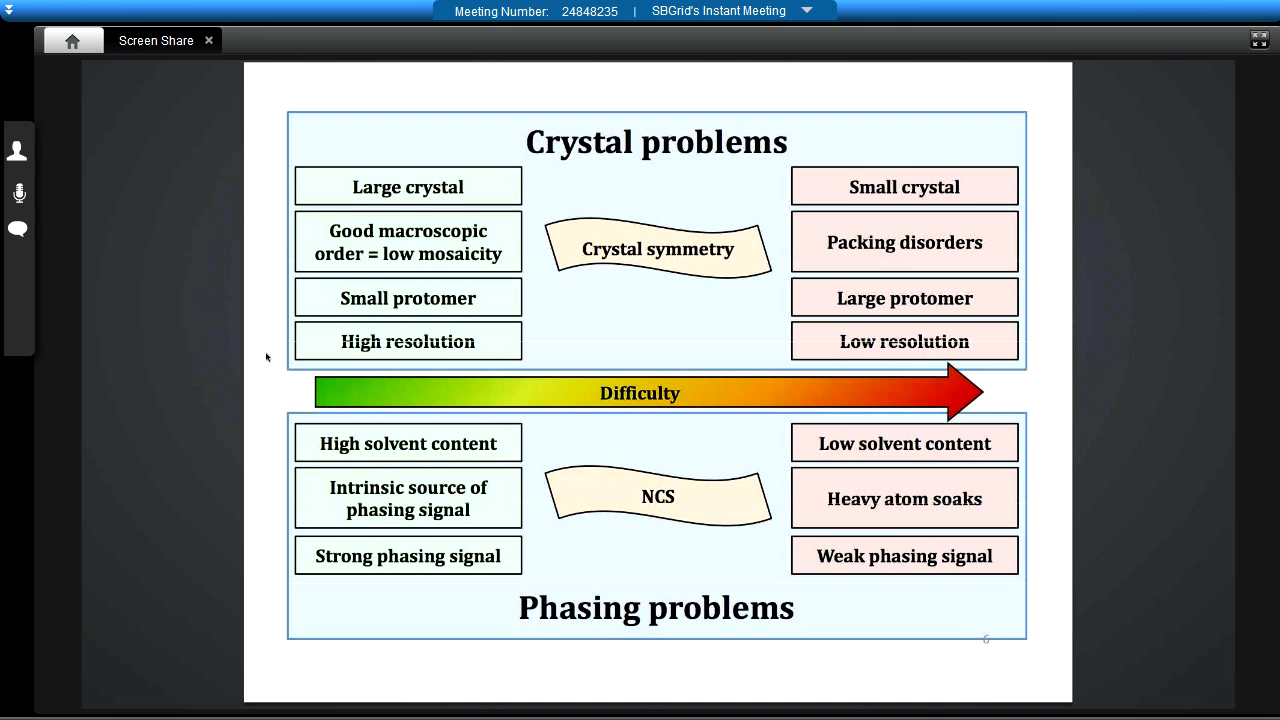 Meeting Number: 24848235 | SBGrid's Instant Meeting
Screen Share
Crystal problems
Large crystal
Good macroscopic
order = low mosaicity
Small protomer
High resolution
Crystal symmetry
Small crystal
Packing disorders
Large protomer
Low resolution
Difficulty
High solvent content
Intrinsic source of
phasing signal
Strong phasing signal
NCS
Low solvent content
Heavy atom soaks
Weak phasing signal
Phasing problems
6